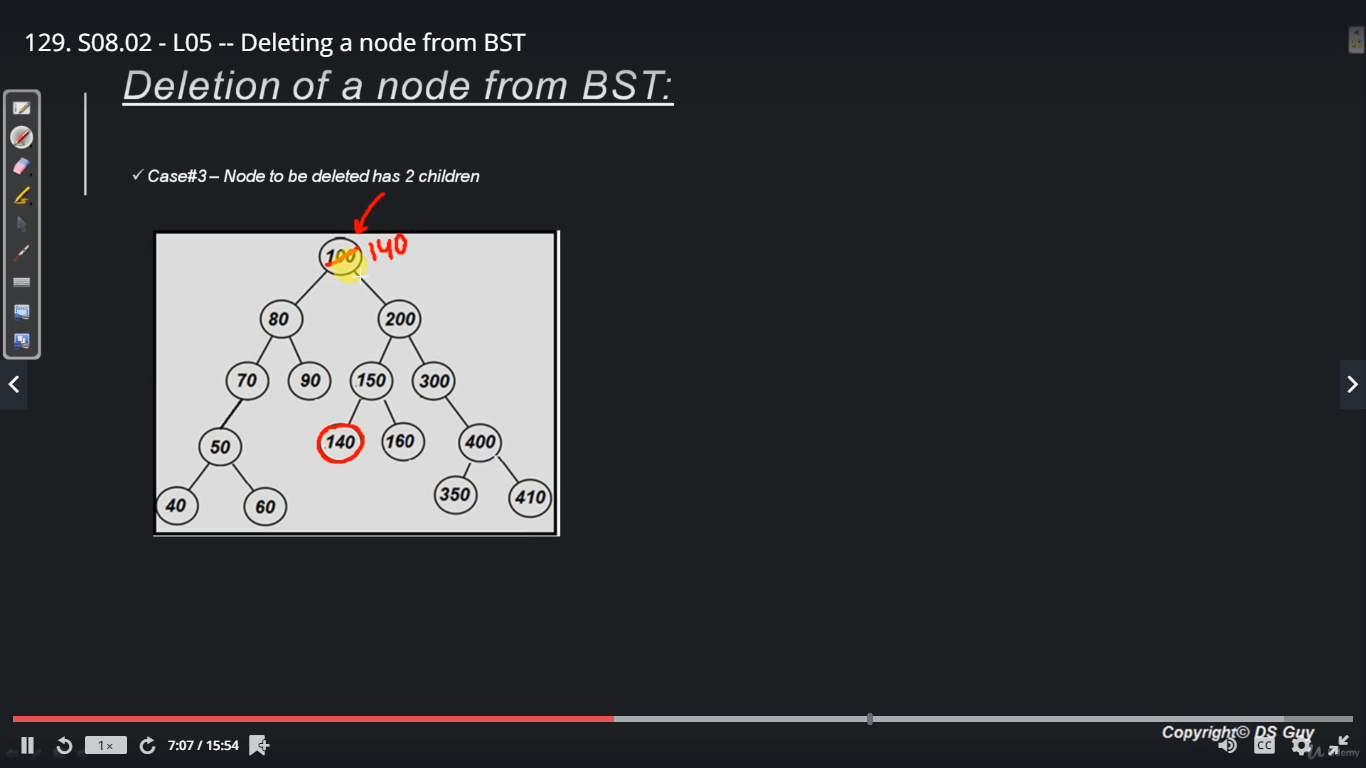 129. S08.02 - L05 -- Deleting a node from BST
Deletion of a node from BST:
✓ Case#3 – Node to be deleted has 2 children
100 140
80 200
70 90 150 300
50 140 160 400
40 60 350 410
Copyright© DS Guy
1× 7:07 / 15:54 CC